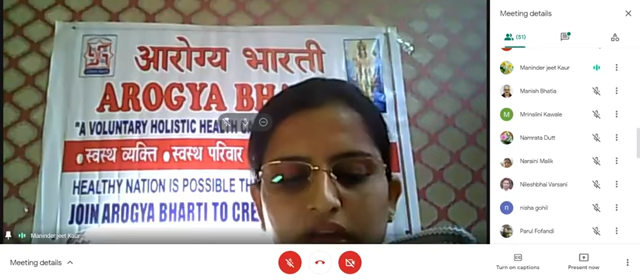 आरोग्य भारती
AROGYA BH
"A VOLUNTARY HOLISTIC HEALTH
• स्वस्थ व्यक्ति • स्वस्थ परिवार
HEALTHY NATION IS POSSIBLE TH
JOIN AROGYA BHARTI TO CRE
Maninder jeet Kaur
Meeting details
(51)
Maninder jeet Kaur
Manish Bhatia
M
Mrinalini Kawale
Namrata Dutt
Naraini Malik
Nileshbhai Varsani
n
nisha gohil
Parul Fofandi
Meeting details
Turn on captions
Present now